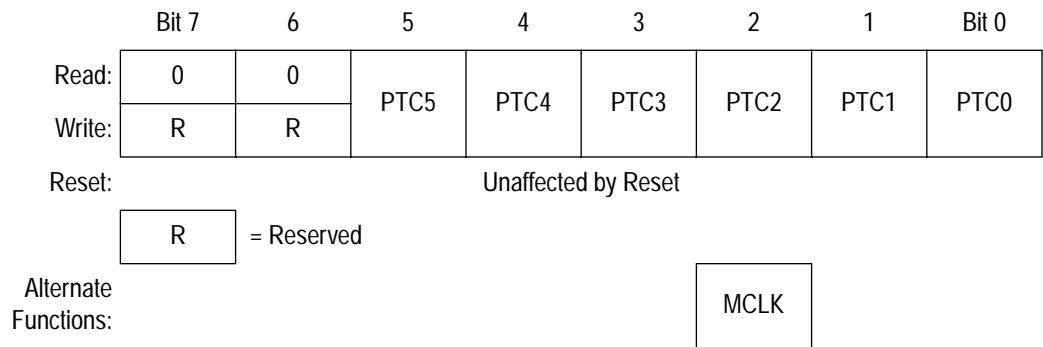 Bit 7 6 5 4 3 2 1 Bit 0
Read: 0 0 PTC5 PTC4 PTC3 PTC2 PTC1 PTC0
Write: R R
Reset: Unaffected by Reset
R = Reserved
Alternate
Functions: MCLK